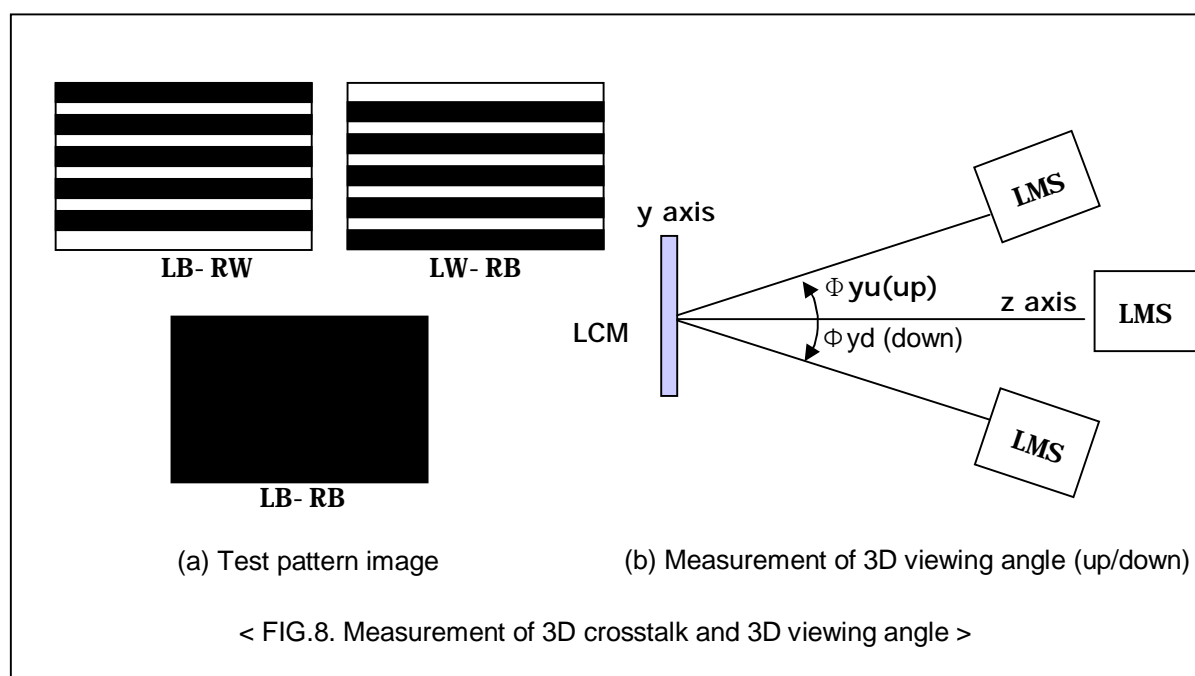 LB- RW
LW- RB
LB- RB
(a) Test pattern image
y axis
LCM
Φ yu(up)
z axis
Φ yd (down)
LMS
LMS
LMS
(b) Measurement of 3D viewing angle (up/down)
< FIG.8. Measurement of 3D crosstalk and 3D viewing angle >